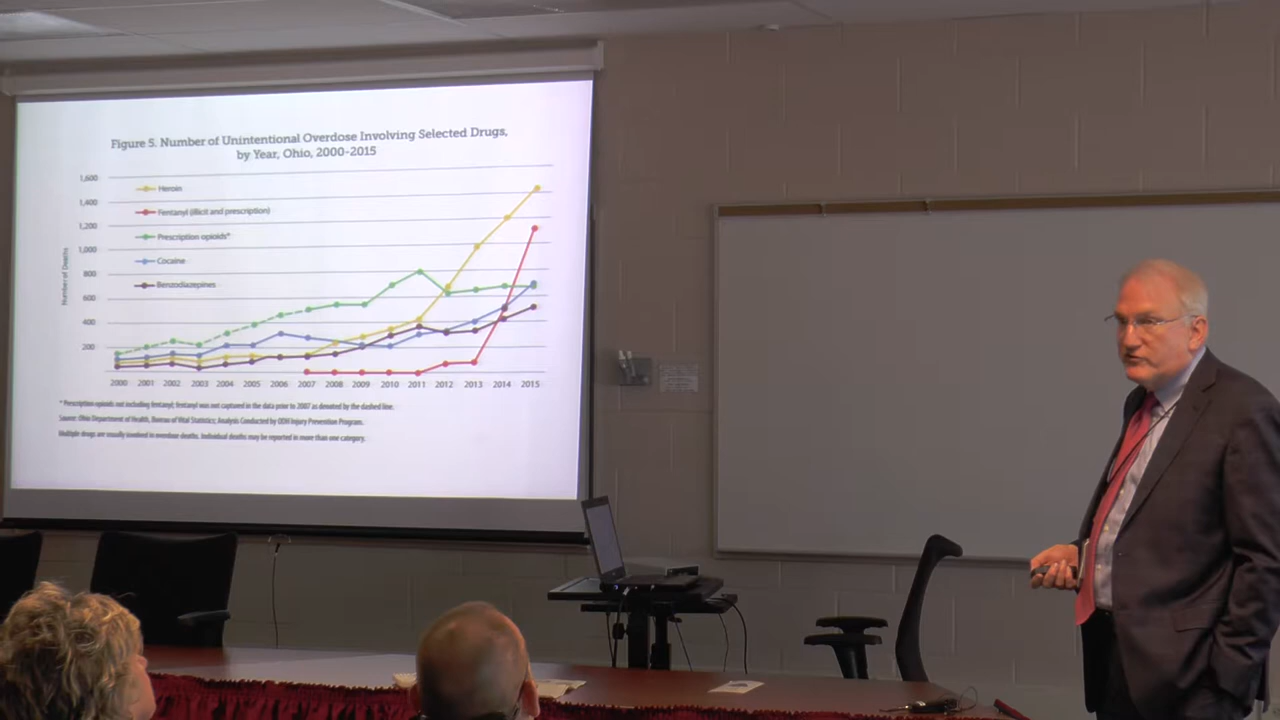 Figure 5. Number of Unintentional Overdose Involving Selected Drugs,
by Year, Ohio, 2000-2015
Number of Deaths
1,600
1,400
1,200
1,000
800
600
400
200
Heroin
Fentanyl (illicit and prescription)
Prescription opioids*
Cocaine
Benzodiazepines
2000 2001 2002 2003 2004 2005 2006 2007 2008 2009 2010 2011 2012 2013 2014 2015
* Prescription opioids not including fentanyl; fentanyl was not captured in the data prior to 2007 as denoted by the dashed line.
Source: Ohio Department of Health, Bureau of Vital Statistics; Analysis Conducted by ODH Injury Prevention Program.
Multiple drugs are usually involved in overdose deaths. Individual deaths may be reported in more than one category.